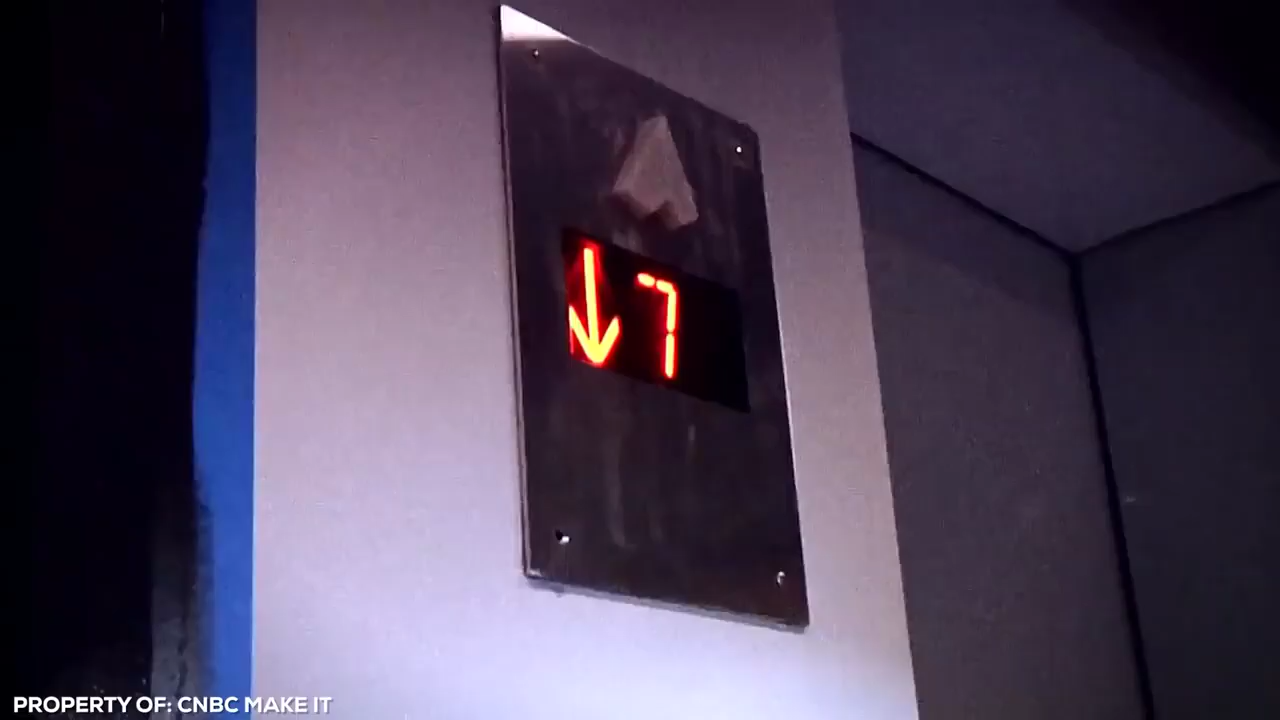 ↓ 7
PROPERTY OF: CNBC MAKE IT